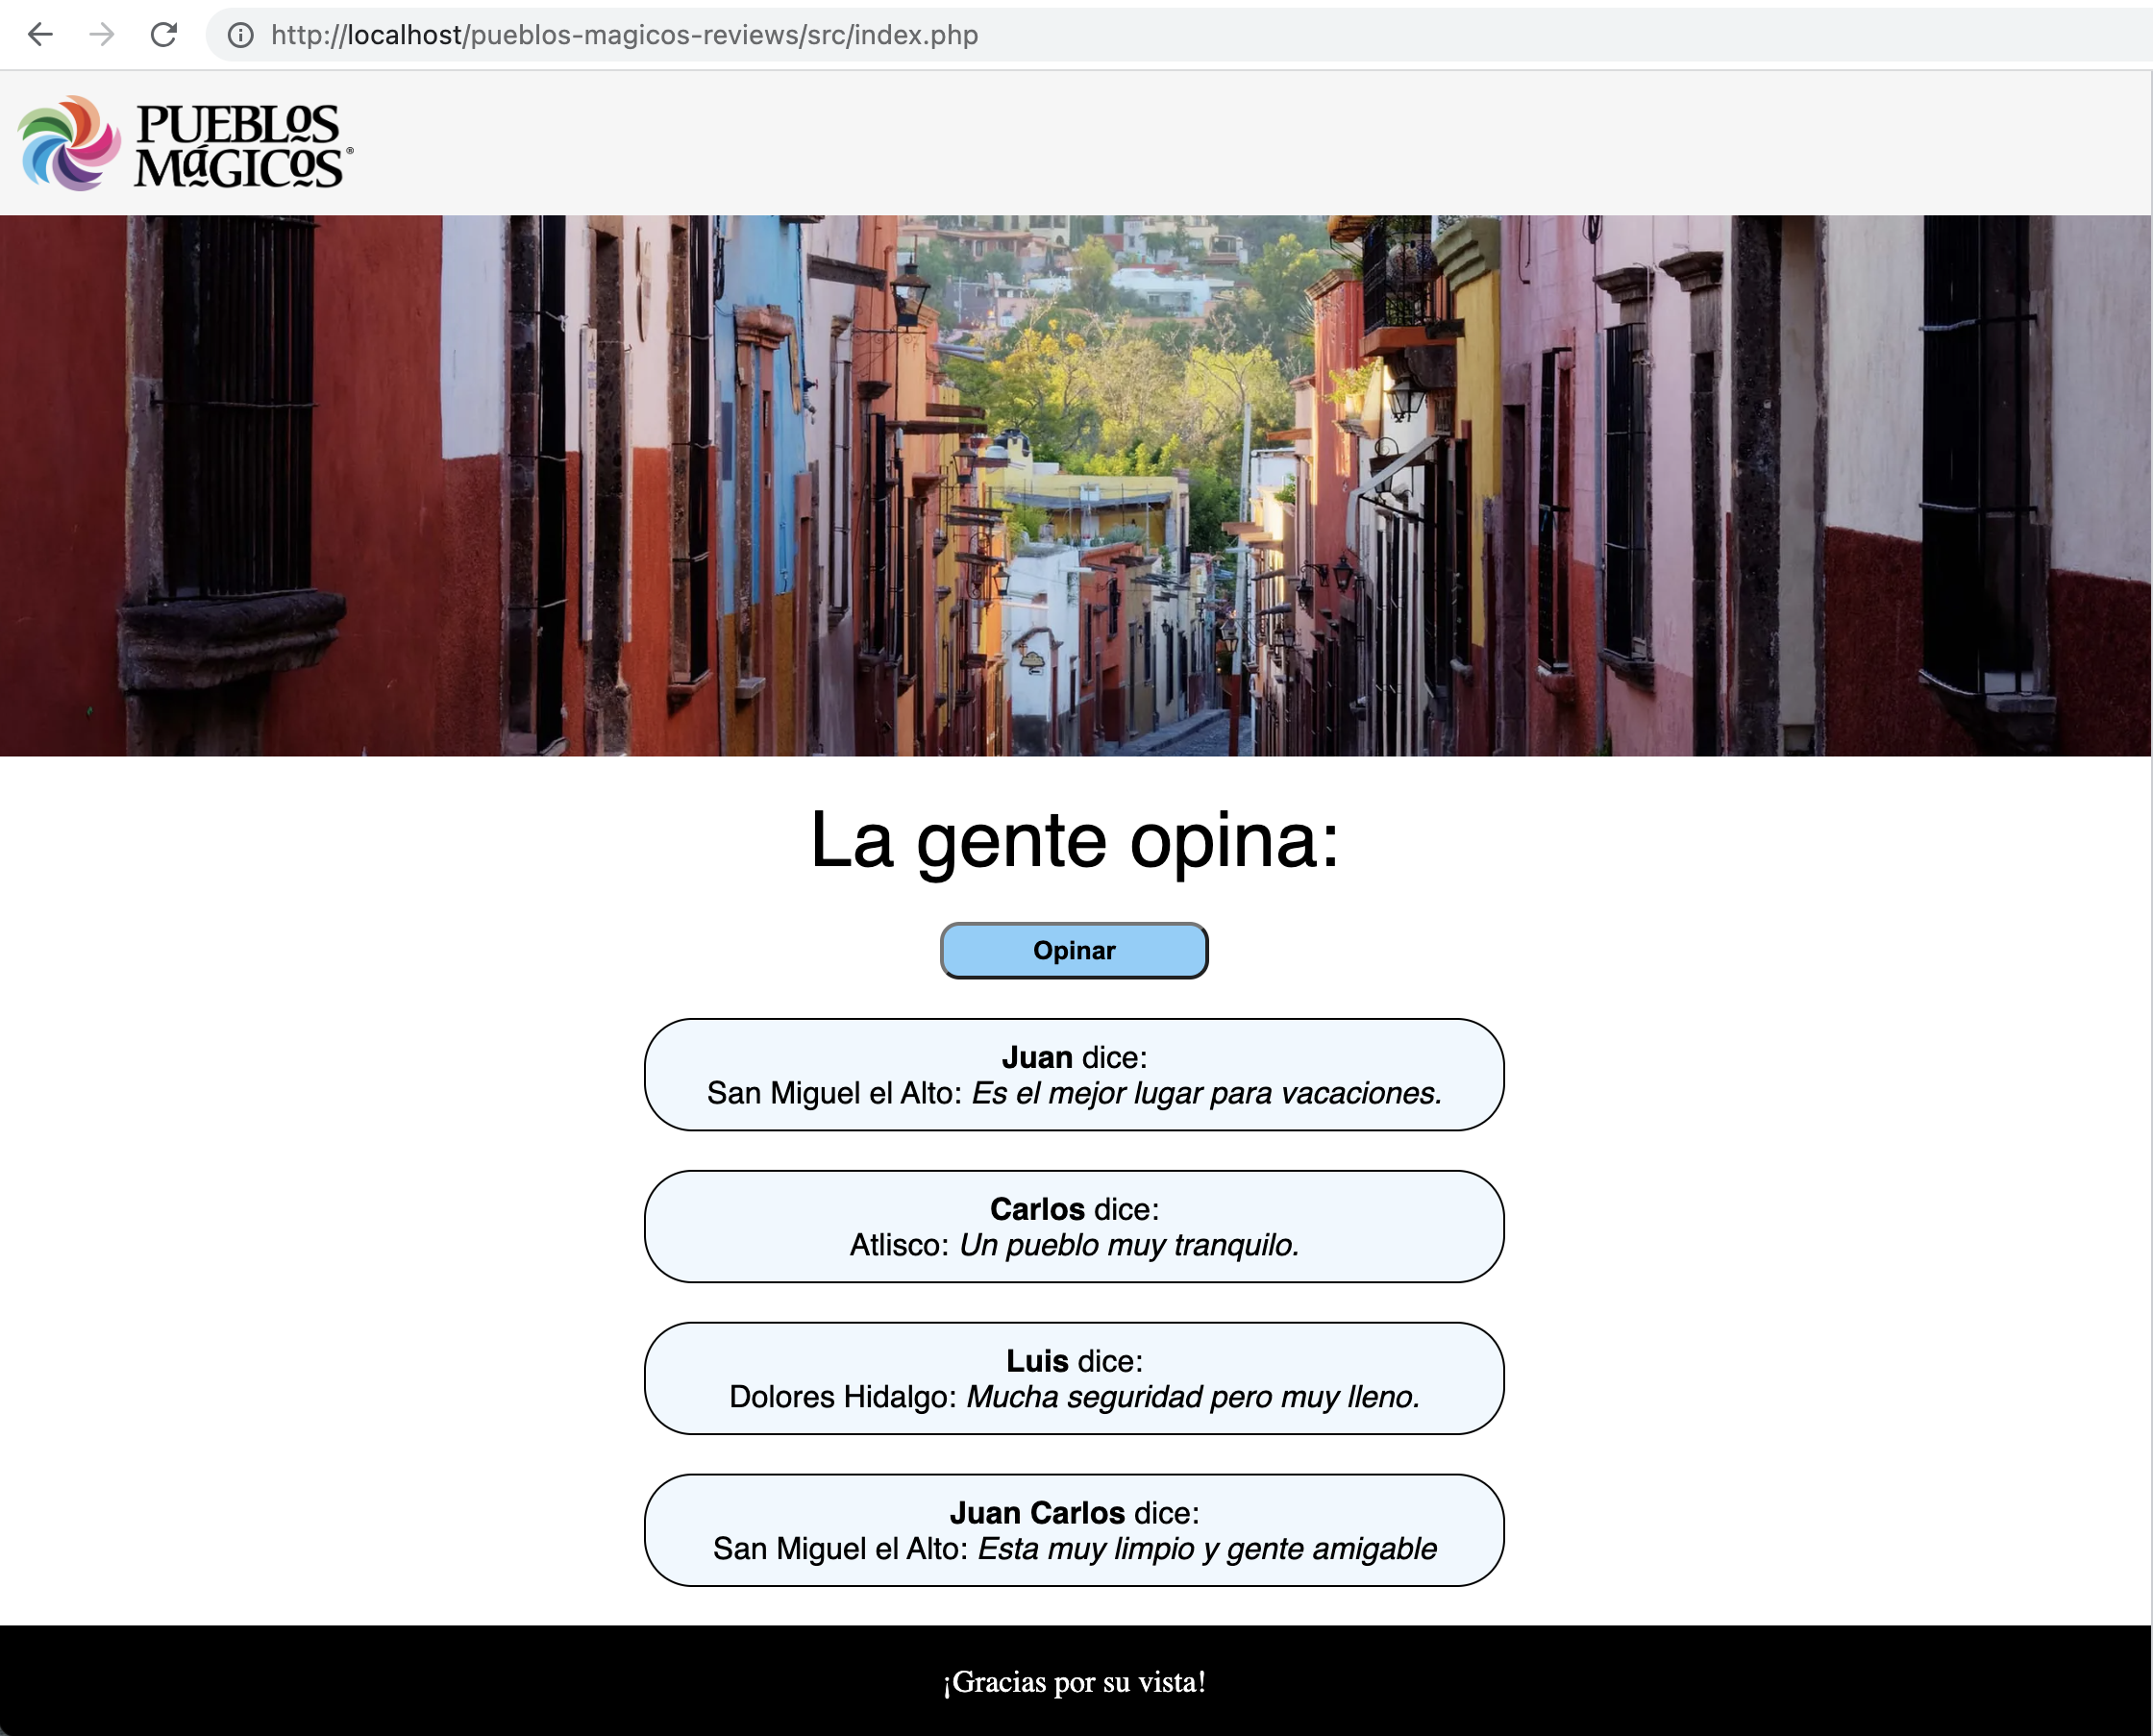 http://localhost/pueblos-magicos-reviews/src/index.php
PUEBLOS
MáGICOS®
La gente opina:
Opinar
Juan dice:
San Miguel el Alto: Es el mejor lugar para vacaciones.
Carlos dice:
Atlisco: Un pueblo muy tranquilo.
Luis dice:
Dolores Hidalgo: Mucha seguridad pero muy lleno.
Juan Carlos dice:
San Miguel el Alto: Esta muy limpio y gente amigable
¡Gracias por su vista!